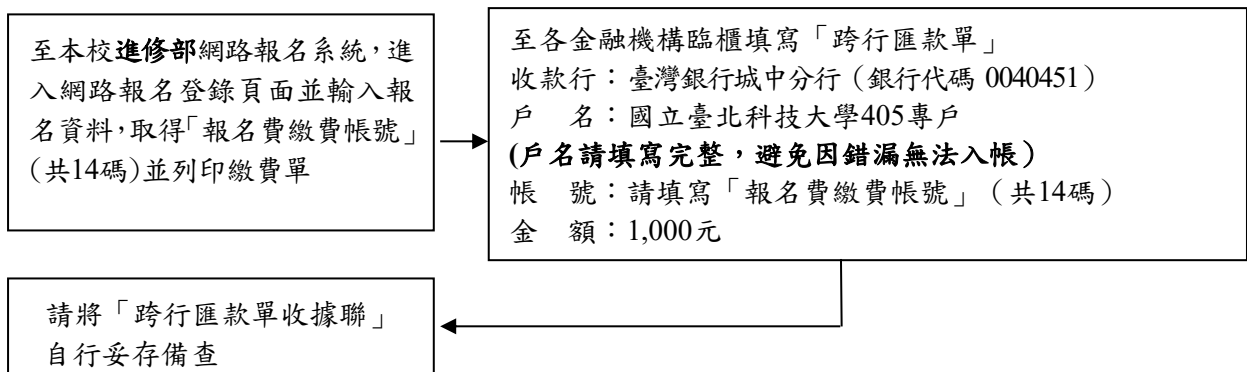 至本校進修部網路報名系統，進
入網路報名登錄頁面並輸入報
名資料，取得「報名費繳費帳號」
(共14碼)並列印繳費單
至各金融機構臨櫃填寫「跨行匯款單」
收款行：臺灣銀行城中分行（銀行代碼 0040451）
戶　名：國立臺北科技大學405專戶
(戶名請填寫完整，避免因錯漏無法入帳）
帳　號：請填寫「報名費繳費帳號」（共14碼）
金　額：1,000元
請將「跨行匯款單收據聯」
自行妥存備查